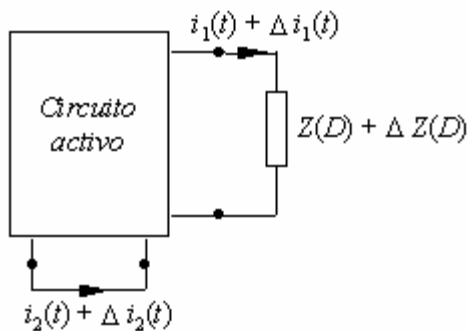 i₁(t) + Δ i₁(t)
Circuito
activo
Z(D) + Δ Z(D)
i₂(t) + Δ i₂(t)